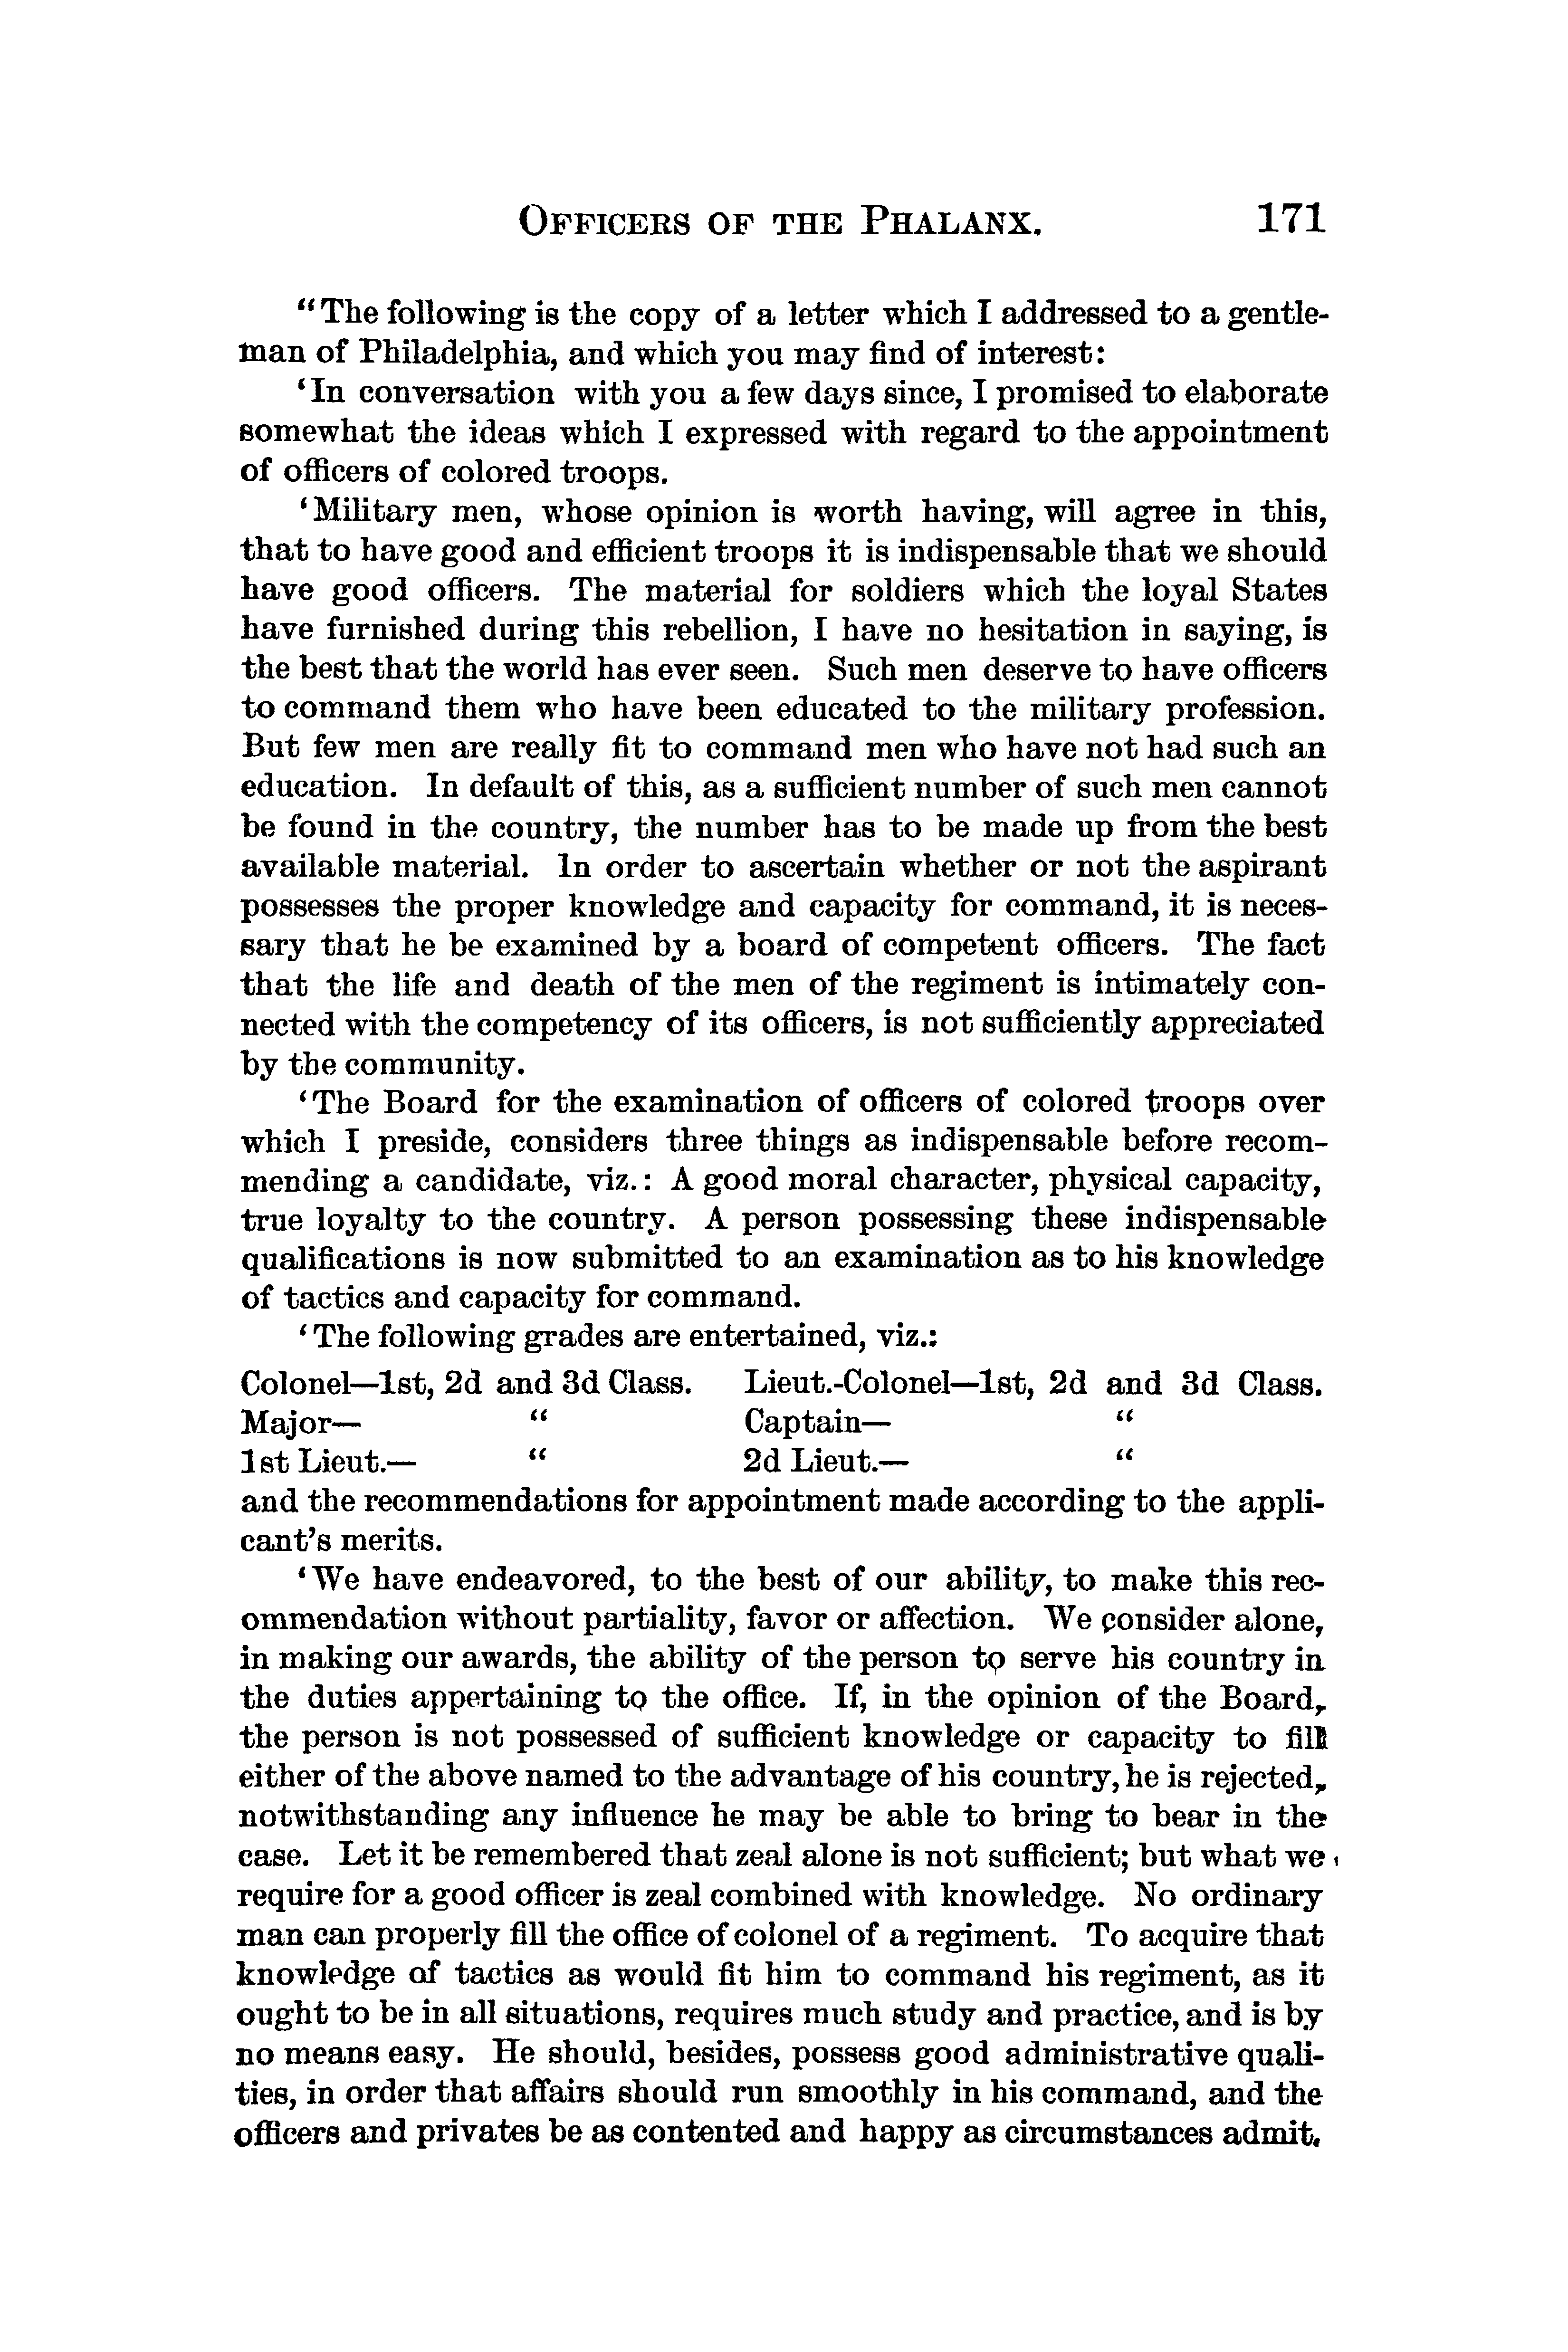 OFFICERS OF THE PHALANX. 171
“The following is the copy of a letter which I addressed to a gentle-
man of Philadelphia, and which you may find of interest:
‘In conversation with you a few days since, I promised to elaborate
somewhat the ideas which I expressed with regard to the appointment
of officers of colored troops.
‘Military men, whose opinion is worth having, will agree in this,
that to have good and efficient troops it is indispensable that we should
have good officers. The material for soldiers which the loyal States
have furnished during this rebellion, I have no hesitation in saying, is
the best that the world has ever seen. Such men deserve to have officers
to command them who have been educated to the military profession.
But few men are really fit to command men who have not had such an
education. In default of this, as a sufficient number of such men cannot
be found in the country, the number has to be made up from the best
available material. In order to ascertain whether or not the aspirant
possesses the proper knowledge and capacity for command, it is neces-
sary that he be examined by a board of competent officers. The fact
that the life and death of the men of the regiment is intimately con-
nected with the competency of its officers, is not sufficiently appreciated
by the community.
‘The Board for the examination of officers of colored troops over
which I preside, considers three things as indispensable before recom-
mending a candidate, viz.: A good moral character, physical capacity,
true loyalty to the country. A person possessing these indispensable
qualifications is now submitted to an examination as to his knowledge
of tactics and capacity for command.
‘The following grades are entertained, viz.:
Colonel—1st, 2d and 3d Class. Lieut.-Colonel—1st, 2d and 3d Class.
Major— “ Captain— “
1st Lieut.— “ 2d Lieut.— “
and the recommendations for appointment made according to the appli-
cant’s merits.
‘We have endeavored, to the best of our ability, to make this rec-
ommendation without partiality, favor or affection. We consider alone,
in making our awards, the ability of the person to serve his country in
the duties appertaining to the office. If, in the opinion of the Board,
the person is not possessed of sufficient knowledge or capacity to fill
either of the above named to the advantage of his country, he is rejected,
notwithstanding any influence he may be able to bring to bear in the
case. Let it be remembered that zeal alone is not sufficient; but what we
require for a good officer is zeal combined with knowledge. No ordinary
man can properly fill the office of colonel of a regiment. To acquire that
knowledge of tactics as would fit him to command his regiment, as it
ought to be in all situations, requires much study and practice, and is by
no means easy. He should, besides, possess good administrative quali-
ties, in order that affairs should run smoothly in his command, and the
officers and privates be as contented and happy as circumstances admit.